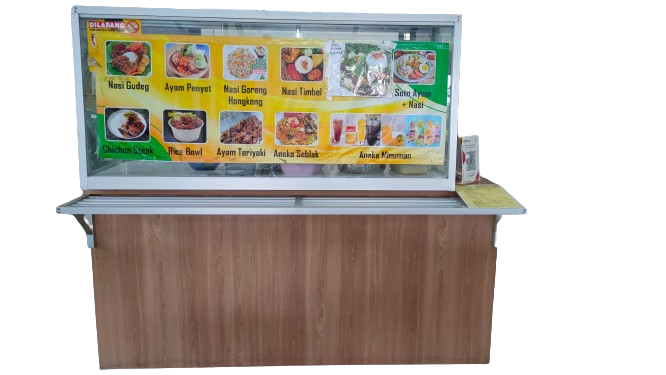 DILARANG
Nasi Gudeg
Ayam Penyet
Nasi Goreng
Hongkong
Nasi Timbel
Soto Ayam
+ Nasi
Chicken Steak
Rice Bowl
Ayam Teriyaki
Aneka Seblak
Aneka Minuman